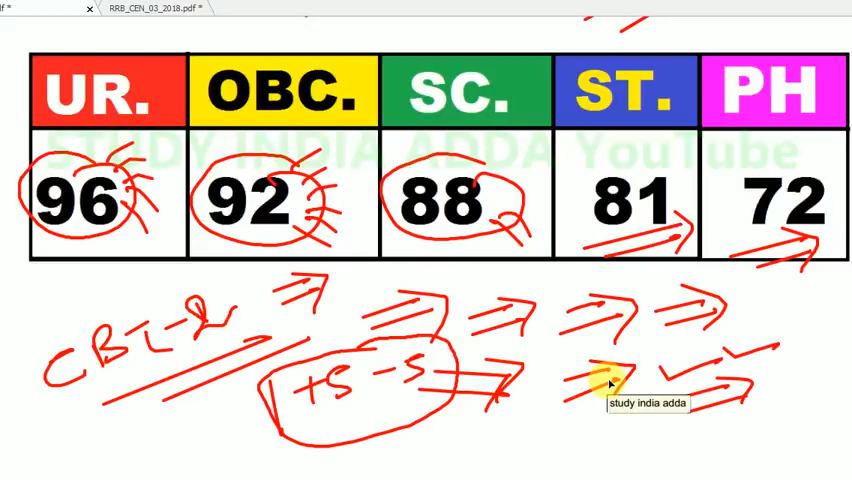 df *
x
RRB_CEN_03_2018.pdf *
UR. OBC. SC. ST. PH
STUDY INDIA ADDA YouTube
96 92 88 81 72
CBT-2
+5 -5
study india adda